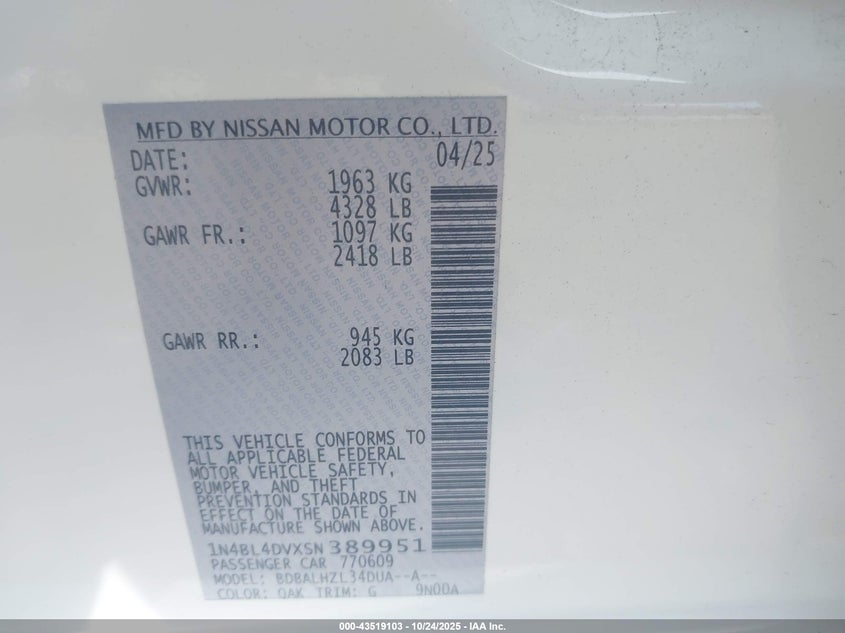 MFD BY NISSAN MOTOR CO., LTD.
DATE: 04/25
GVWR: 1963 KG
4328 LB
GAWR FR.: 1097 KG
2418 LB
GAWR RR.: 945 KG
2083 LB
THIS VEHICLE CONFORMS TO
ALL APPLICABLE FEDERAL
MOTOR VEHICLE SAFETY,
BUMPER, AND THEFT
PREVENTION STANDARDS IN
EFFECT ON THE DATE OF
MANUFACTURE SHOWN ABOVE.
1N4BL4DVXSN389951
PASSENGER CAR 770609
MODEL: BDBALHZL34DUA--A--
COLOR: QAK TRIM: G 9N00A
000-43519103 - 10/24/2025 - © IAA Inc.